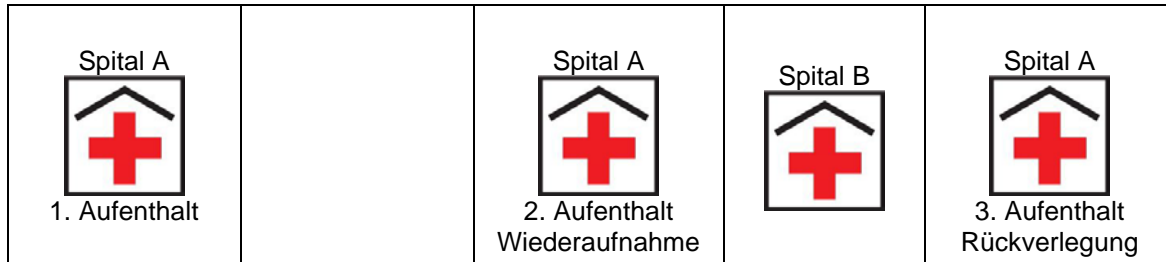 Spital A
1. Aufenthalt
Spital A
2. Aufenthalt
Wiederaufnahme
Spital B
Spital A
3. Aufenthalt
Rückverlegung